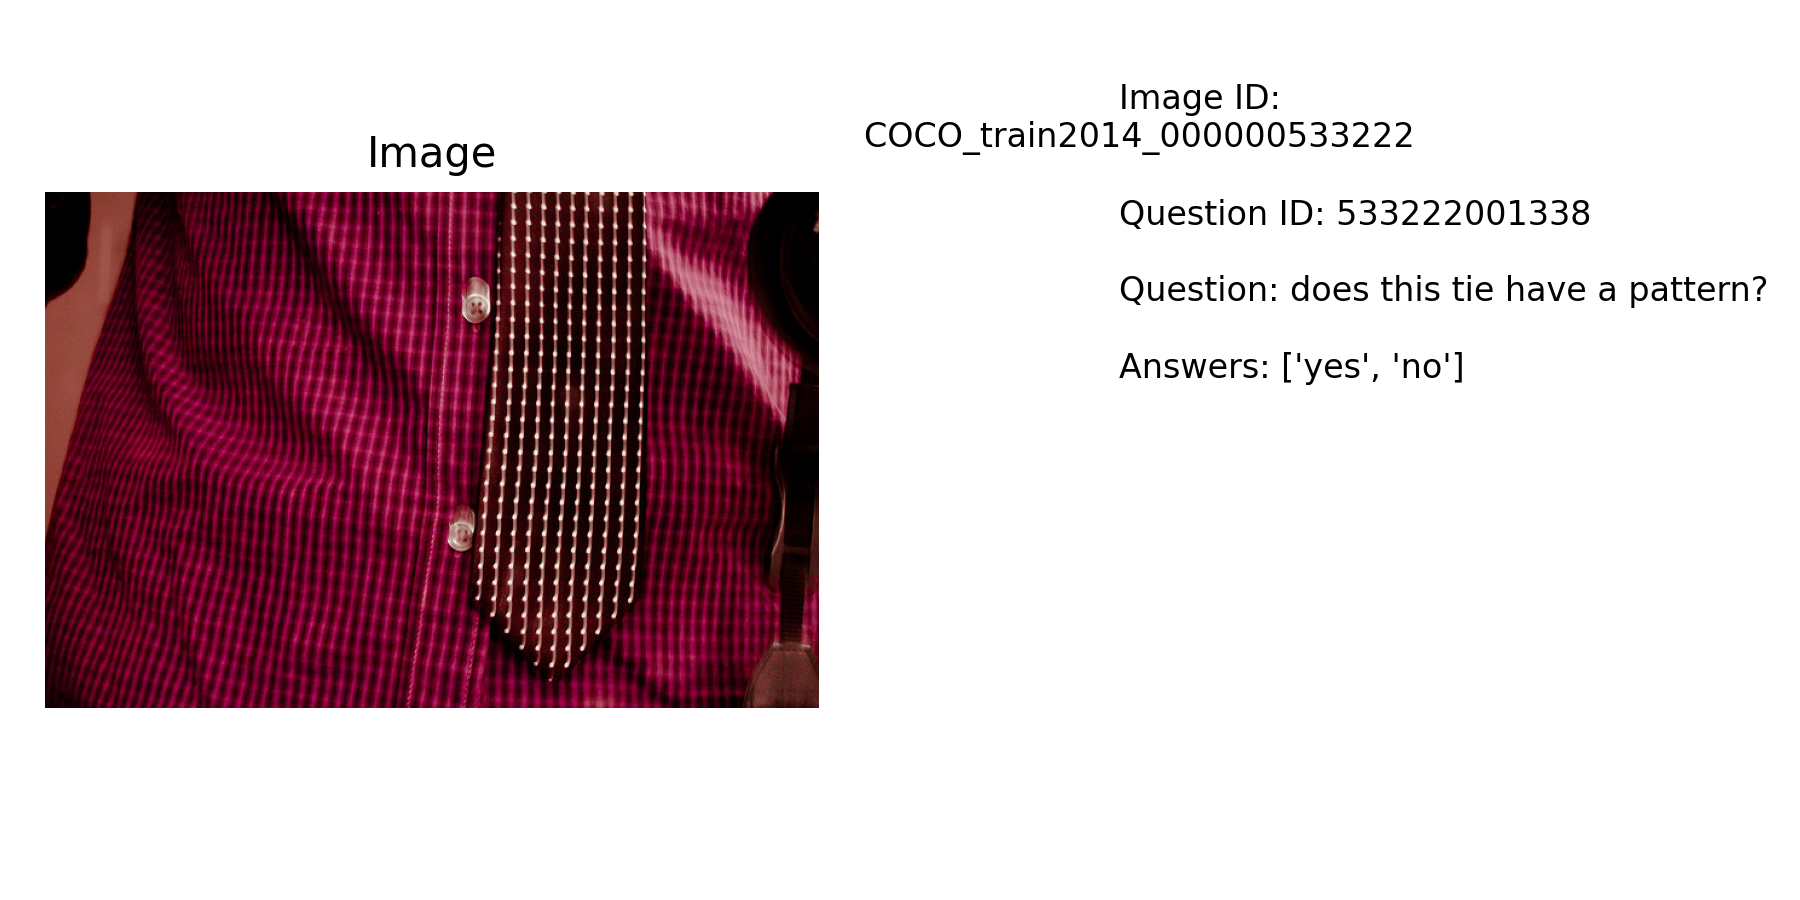 Image
Image ID:
COCO_train2014_000000533222
Question ID: 533222001338
Question: does this tie have a pattern?
Answers: ['yes', 'no']